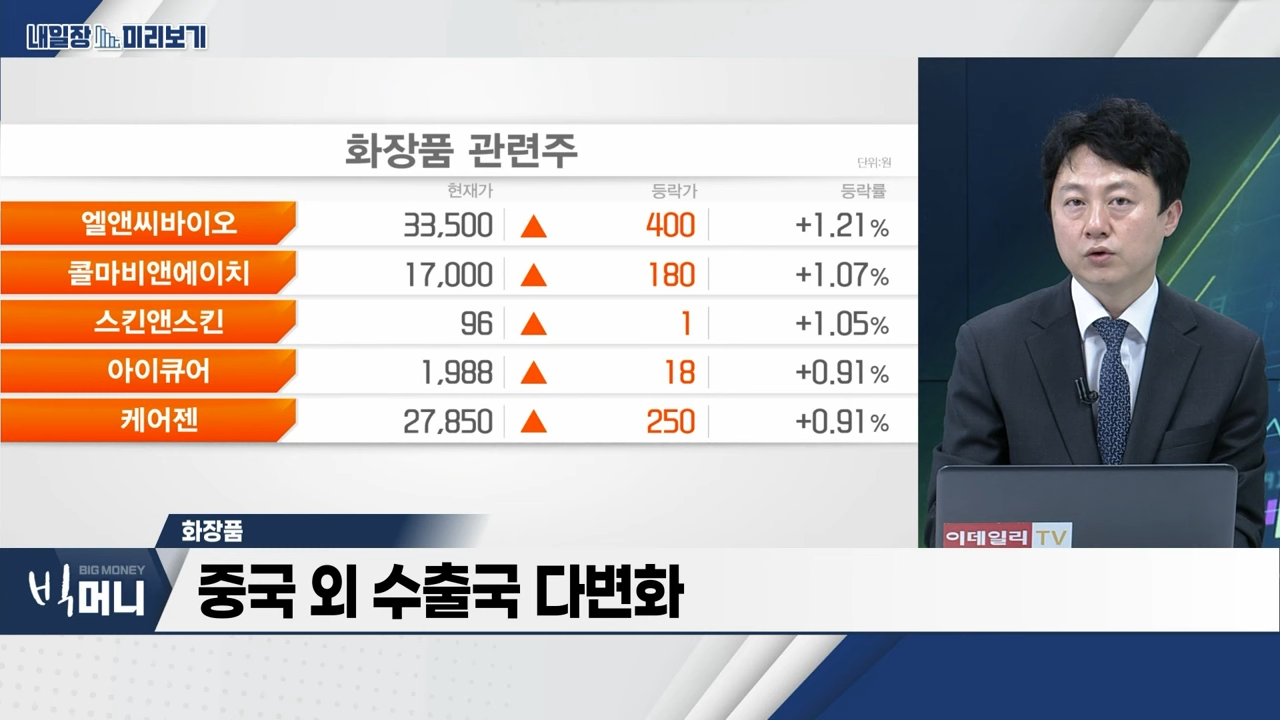 내일장 미리보기
화장품 관련주
단위:원
현재가 등락가 등락률
엘앤씨바이오 33,500 ▲ 400 +1.21%
콜마비앤에이치 17,000 ▲ 180 +1.07%
스킨앤스킨 96 ▲ 1 +1.05%
아이큐어 1,988 ▲ 18 +0.91%
케어젠 27,850 ▲ 250 +0.91%
이데일리TV
화장품
BIG MONEY
빅머니
중국 외 수출국 다변화